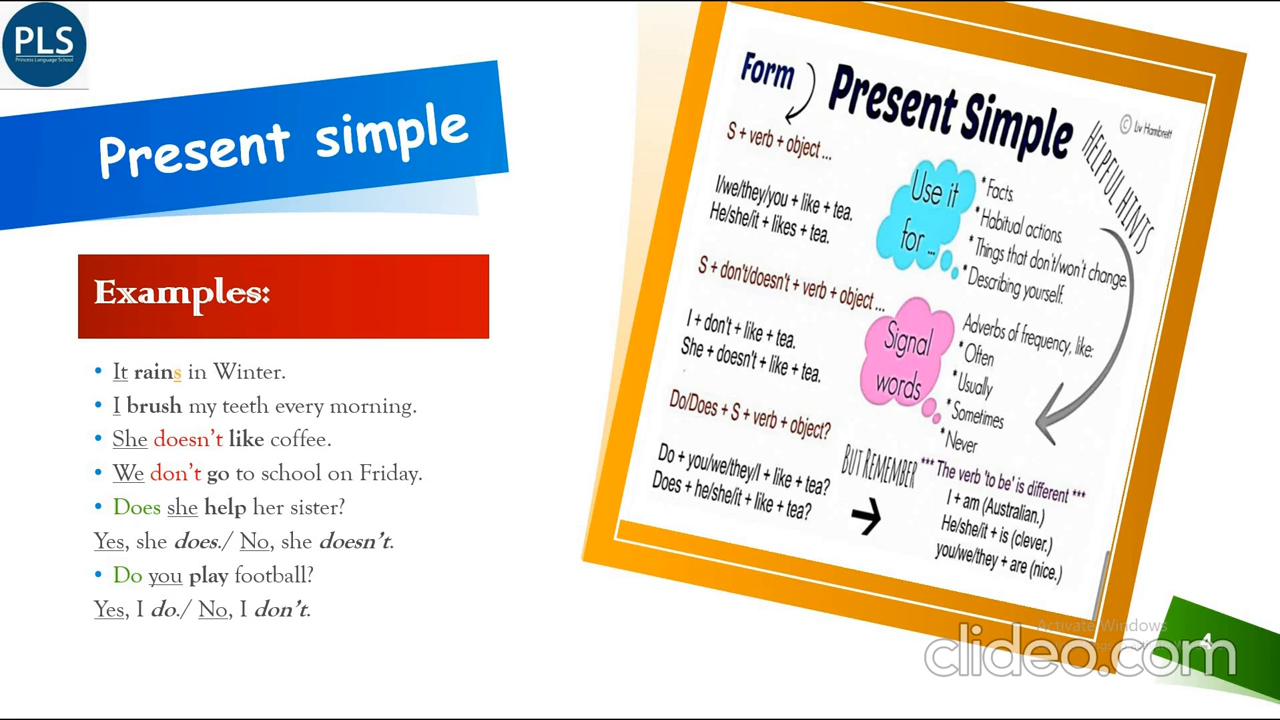 PLS
Princess Language School
Present simple
Examples:
• It rains in Winter.
• I brush my teeth every morning.
• She doesn't like coffee.
• We don't go to school on Friday.
• Does she help her sister?
Yes, she does./ No, she doesn't.
• Do you play football?
Yes, I do./ No, I don't.
Form
Present Simple
© Liv Hambrett
HELPFUL HINTS
S + verb + object ...
I/we/they/you + like + tea.
He/she/it + likes + tea.
S + don't/doesn't + verb + object ...
I + don't + like + tea.
She + doesn't + like + tea.
Do/Does + S + verb + object?
Do + you/we/they/I + like + tea?
Does + he/she/it + like + tea?
Use it
for ...
* Facts.
* Habitual actions.
* Things that don't/won't change.
* Describing yourself.
Signal
words
Adverbs of frequency, like:
* Often
* Usually
* Sometimes
* Never
BUT REMEMBER
*** The verb 'to be' is different ***
I + am (Australian.)
He/she/it + is (clever.)
you/we/they + are (nice.)
Activate Windows
clideo.com
4